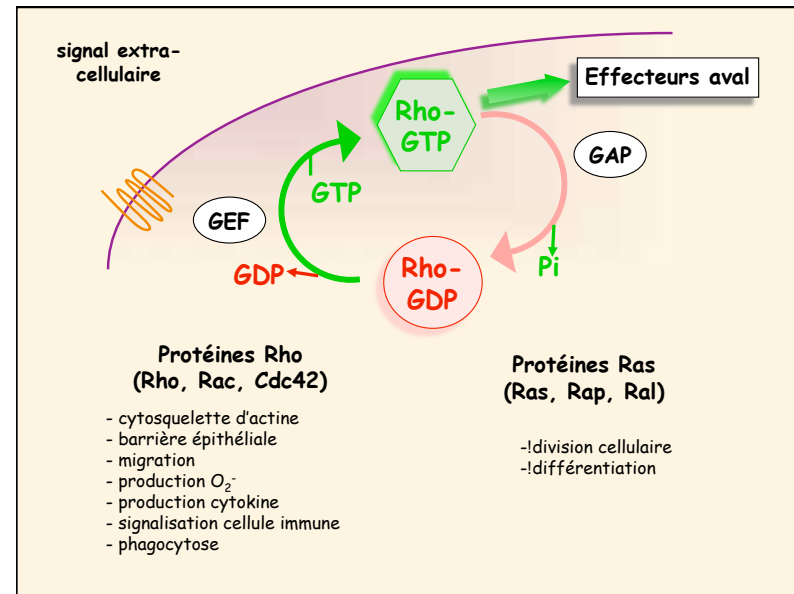 signal extra-
cellulaire
Effecteurs aval
Rho-
GTP
GAP
GTP
GEF
GDP
Rho-
GDP
Pi
Protéines Rho
(Rho, Rac, Cdc42)
- cytosquelette d'actine
- barrière épithéliale
- migration
- production O₂⁻
- production cytokine
- signalisation cellule immune
- phagocytose
Protéines Ras
(Ras, Rap, Ral)
-!division cellulaire
-!différentiation